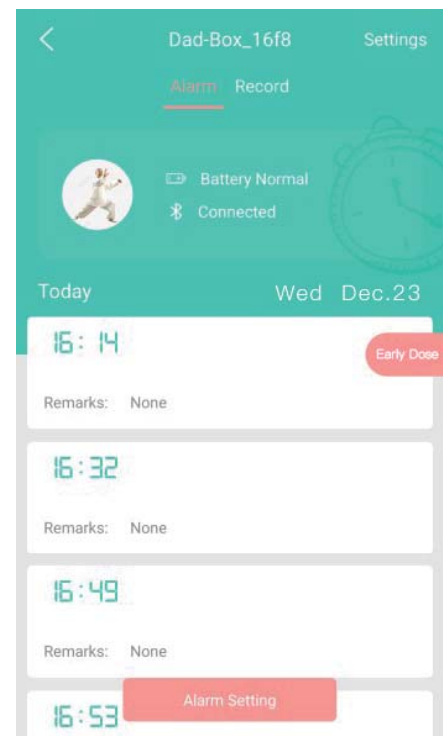 Dad-Box_16f8 Settings
Alarm Record
Battery Normal
Connected
Today Wed Dec.23
16:14
Early Dose
Remarks: None
16:32
Remarks: None
16:49
Remarks: None
Alarm Setting
16:53